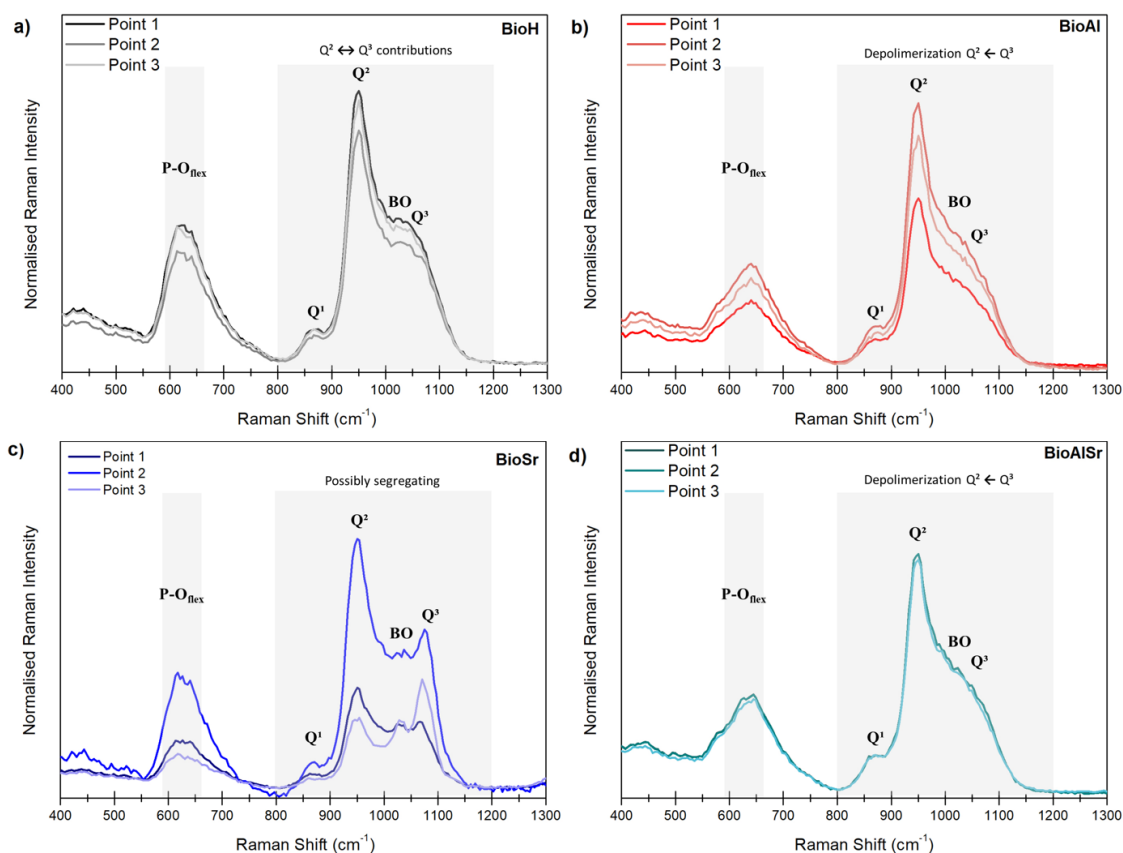 a)
Point 1
Point 2
Point 3
BioH
Q² ↔ Q³ contributions
Q²
P-Oflex
BO
Q³
Q¹
Normalised Raman Intensity
400 500 600 700 800 900 1000 1100 1200 1300
Raman Shift (cm⁻¹)
b)
Point 1
Point 2
Point 3
BioAl
Depolimerization Q² ← Q³
Q²
P-Oflex
BO
Q³
Q¹
Normalised Raman Intensity
400 500 600 700 800 900 1000 1100 1200 1300
Raman Shift (cm⁻¹)
c)
Point 1
Point 2
Point 3
BioSr
Possibly segregating
Q²
P-Oflex
BO
Q³
Q¹
Normalised Raman Intensity
400 500 600 700 800 900 1000 1100 1200 1300
Raman Shift (cm⁻¹)
d)
Point 1
Point 2
Point 3
BioAlSr
Depolimerization Q² ← Q³
Q²
P-Oflex
BO
Q³
Q¹
Normalised Raman Intensity
400 500 600 700 800 900 1000 1100 1200 1300
Raman Shift (cm⁻¹)